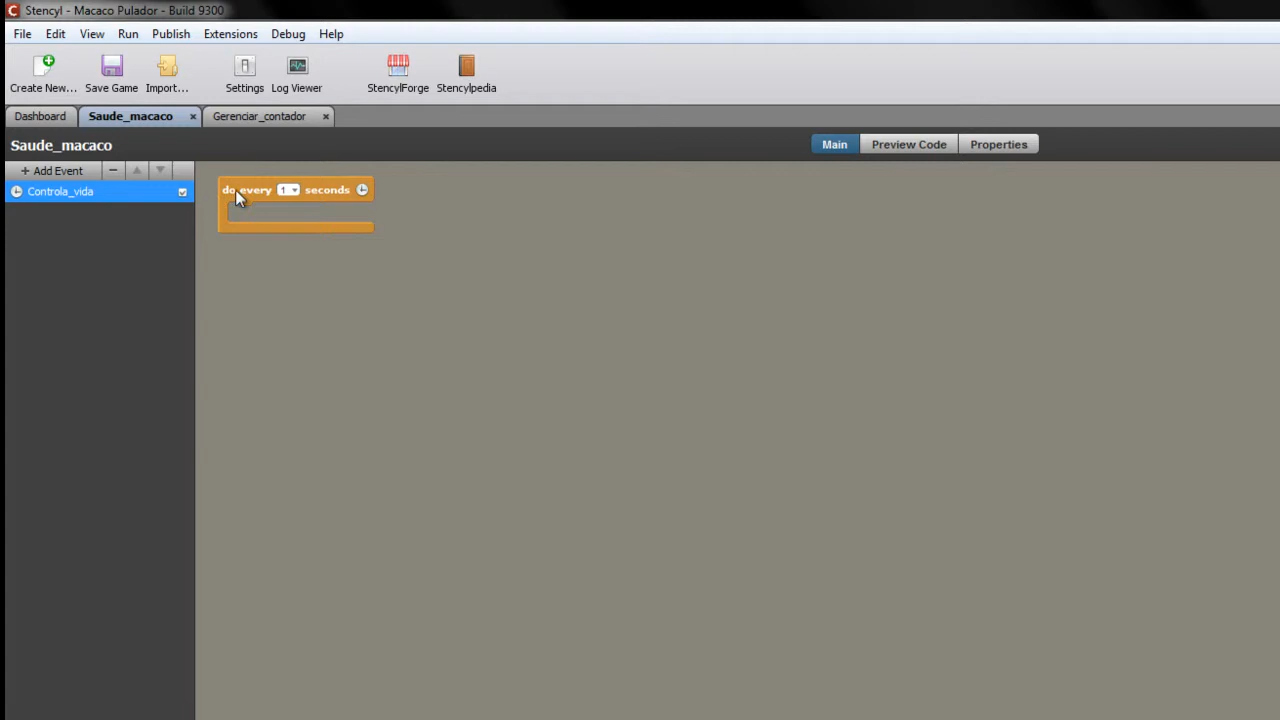 Stencyl - Macaco Pulador - Build 9300
File Edit View Run Publish Extensions Debug Help
Create New... Save Game Import... Settings Log Viewer StencylForge Stencylpedia
Dashboard Saude_macaco × Gerenciar_contador ×
Saude_macaco Main Preview Code Properties
+ Add Event −
Controla_vida
do every 1 seconds